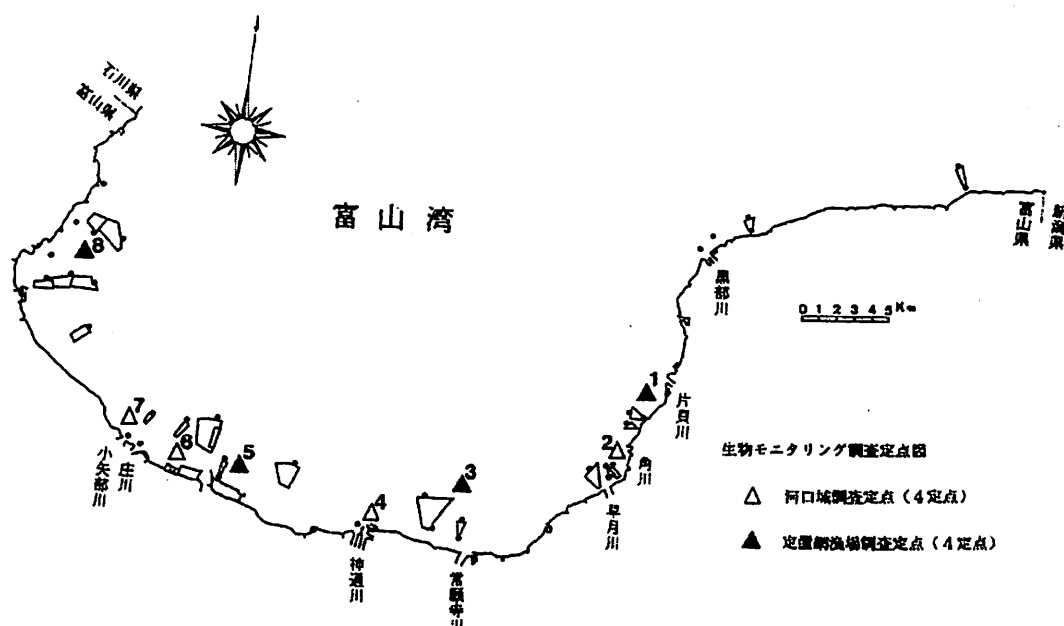 石川県
富山県
富山湾
富山県
新潟県
黒部川
0 1 2 3 4 5 Km
8
1
片貝川
7
2
6
5
角川
生物モニタリング調査定点図
3
小矢部川
庄川
4
早月川
△ 河口域調査定点(4定点)
▲ 定置網漁場調査定点(4定点)
神通川
常願寺川